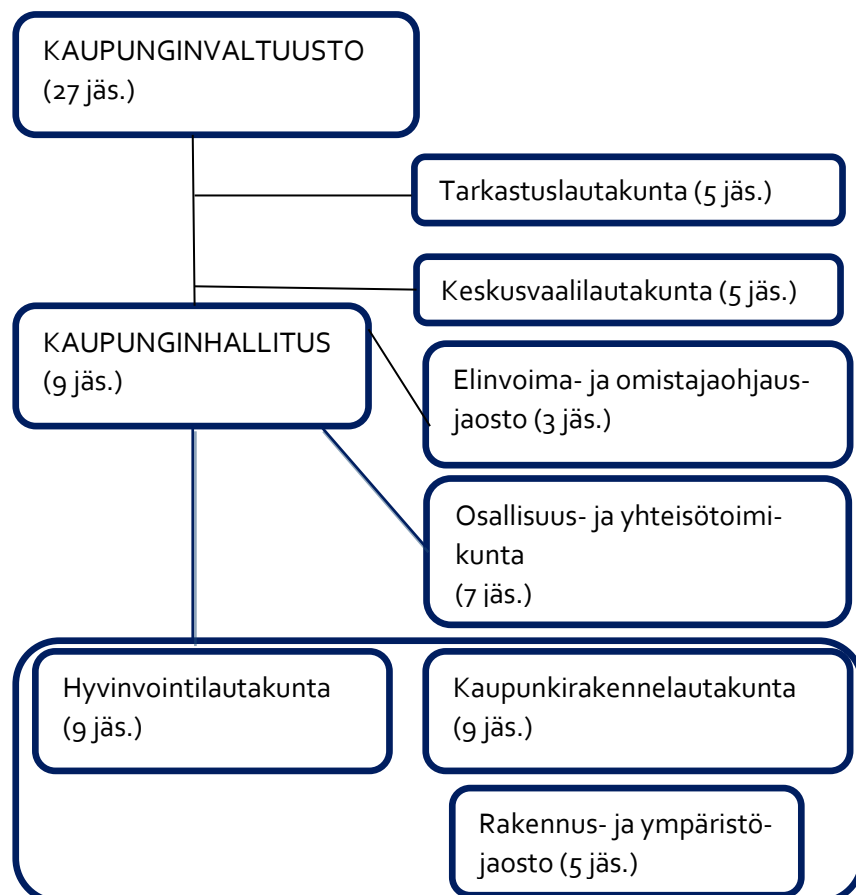 KAUPUNGINVALTUUSTO
(27 jäs.)
Tarkastuslautakunta (5 jäs.)
Keskusvaalilautakunta (5 jäs.)
KAUPUNGINHALLITUS
(9 jäs.)
Elinvoima- ja omistajaohjaus-
jaosto (3 jäs.)
Osallisuus- ja yhteisötoimi-
kunta
(7 jäs.)
Hyvinvointilautakunta
(9 jäs.)
Kaupunkirakennelautakunta
(9 jäs.)
Rakennus- ja ympäristö-
jaosto (5 jäs.)